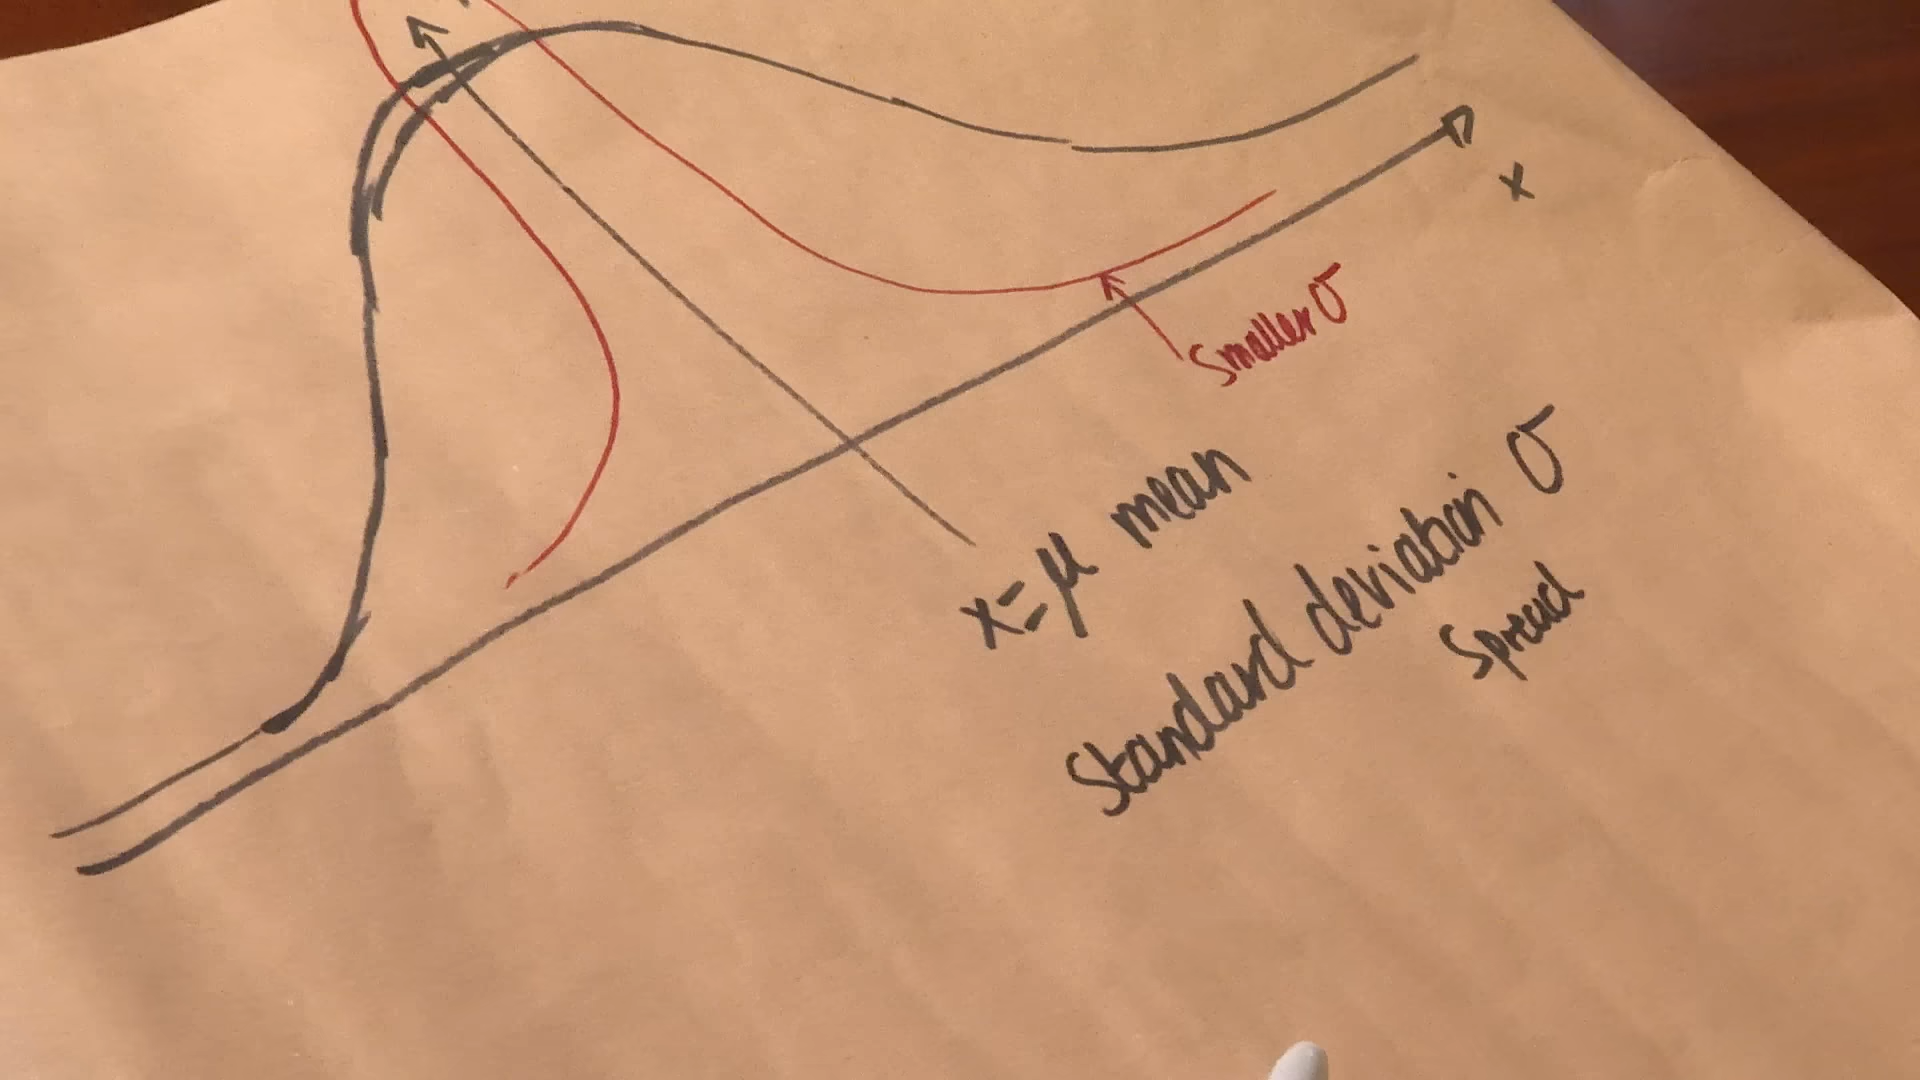 x
Smaller σ
x=μ mean
Standard deviation σ
Spread